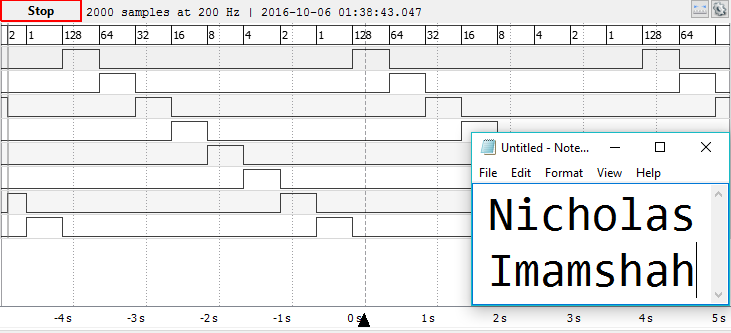 Stop 2000 samples at 200 Hz | 2016-10-06 01:38:43.047
2 1 128 64 32 16 8 4 2 1 128 64 32 16 8 4 2 1 128 64
Untitled - Note...
File Edit Format View Help
Nicholas
Imamshah
-4 s -3 s -2 s -1 s 0 s 1 s 2 s 3 s 4 s 5 s